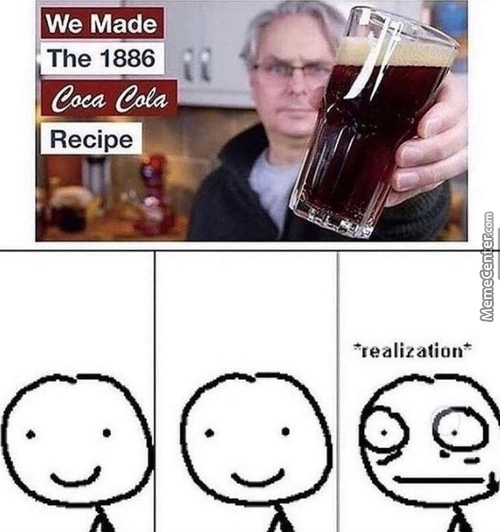 We Made
The 1886
Coca Cola
Recipe
MemeCenter.com
*realization*